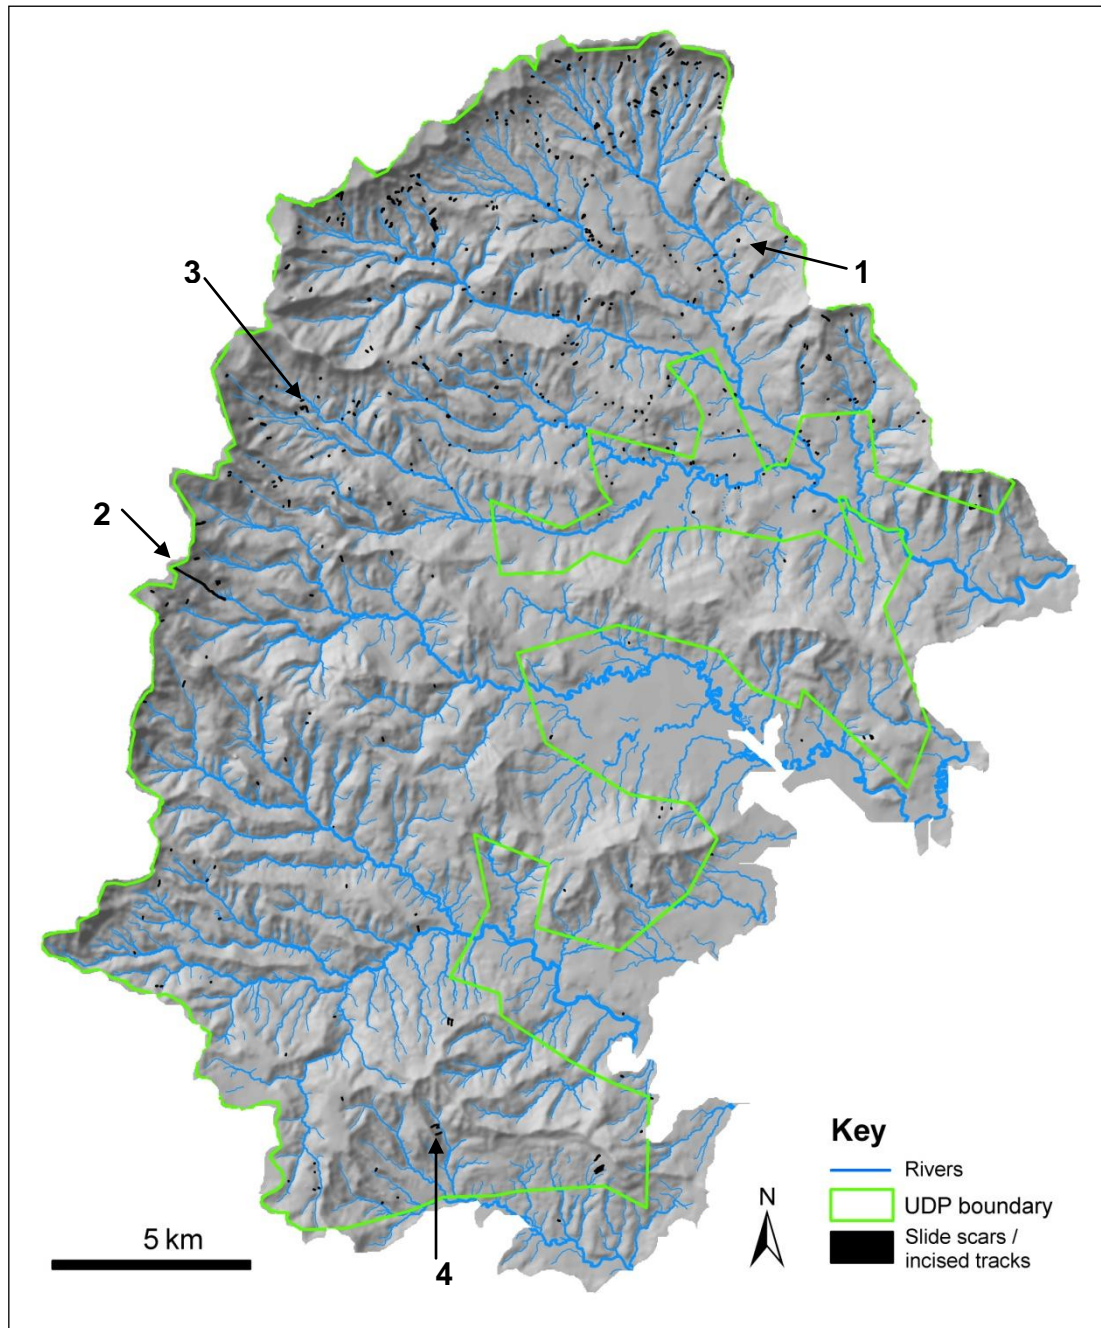 1
3
2
Key
Rivers
N
UDP boundary
5 km
Slide scars /
incised tracks
4